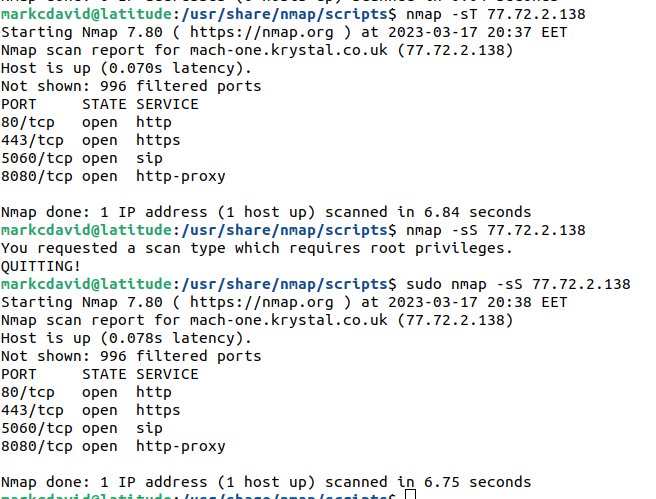 markcdavid@latitude:/usr/share/nmap/scripts$ nmap -sT 77.72.2.138
Starting Nmap 7.80 ( https://nmap.org ) at 2023-03-17 20:37 EET
Nmap scan report for mach-one.krystal.co.uk (77.72.2.138)
Host is up (0.070s latency).
Not shown: 996 filtered ports
PORT     STATE SERVICE
80/tcp   open  http
443/tcp  open  https
5060/tcp open  sip
8080/tcp open  http-proxy

Nmap done: 1 IP address (1 host up) scanned in 6.84 seconds
markcdavid@latitude:/usr/share/nmap/scripts$ nmap -sS 77.72.2.138
You requested a scan type which requires root privileges.
QUITTING!
markcdavid@latitude:/usr/share/nmap/scripts$ sudo nmap -sS 77.72.2.138
Starting Nmap 7.80 ( https://nmap.org ) at 2023-03-17 20:38 EET
Nmap scan report for mach-one.krystal.co.uk (77.72.2.138)
Host is up (0.078s latency).
Not shown: 996 filtered ports
PORT     STATE SERVICE
80/tcp   open  http
443/tcp  open  https
5060/tcp open  sip
8080/tcp open  http-proxy

Nmap done: 1 IP address (1 host up) scanned in 6.75 seconds
markcdavid@latitude:/usr/share/nmap/scripts$